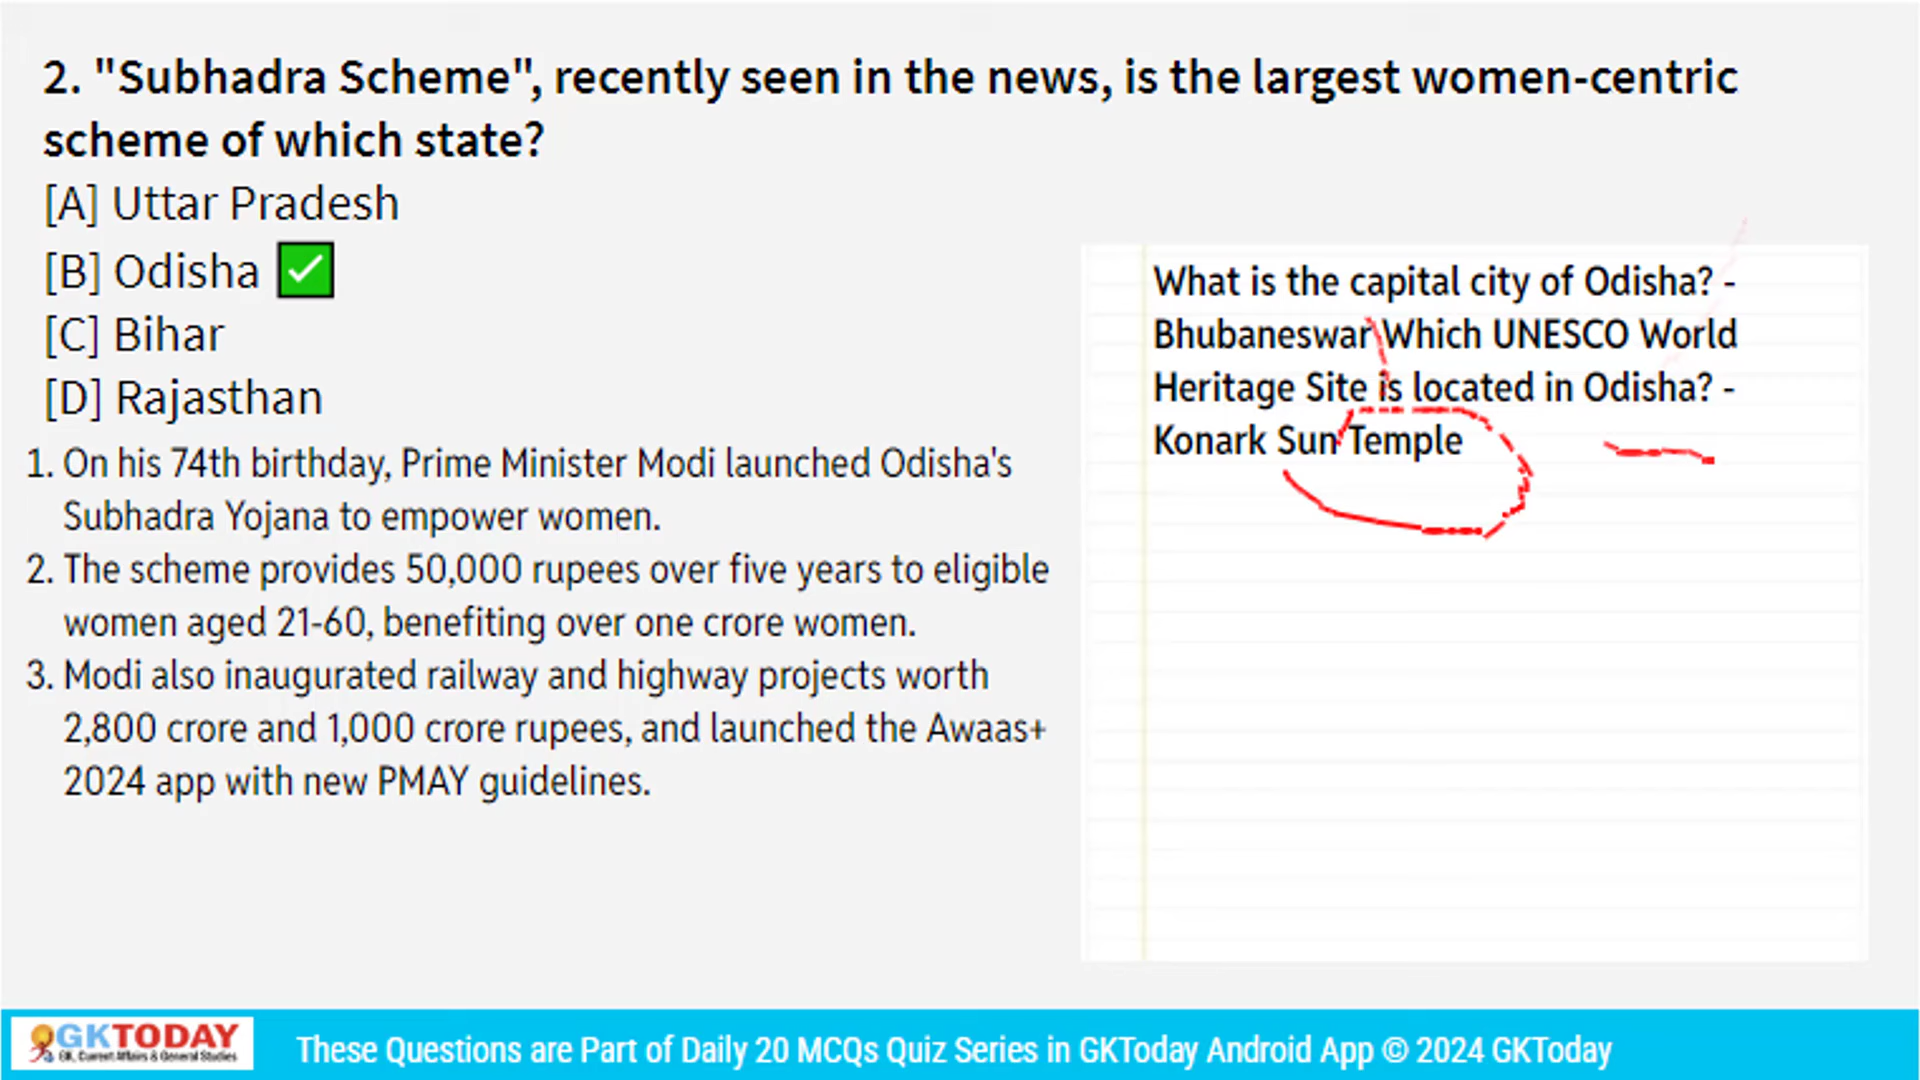 2. "Subhadra Scheme", recently seen in the news, is the largest women-centric
scheme of which state?
[A] Uttar Pradesh
[B] Odisha
[C] Bihar
[D] Rajasthan
1. On his 74th birthday, Prime Minister Modi launched Odisha's
Subhadra Yojana to empower women.
2. The scheme provides 50,000 rupees over five years to eligible
women aged 21-60, benefiting over one crore women.
3. Modi also inaugurated railway and highway projects worth
2,800 crore and 1,000 crore rupees, and launched the Awaas+
2024 app with new PMAY guidelines.
What is the capital city of Odisha? -
Bhubaneswar Which UNESCO World
Heritage Site is located in Odisha? -
Konark Sun Temple
GKTODAY
GK, Current Affairs & General Studies
These Questions are Part of Daily 20 MCQs Quiz Series in GKToday Android App © 2024 GKToday